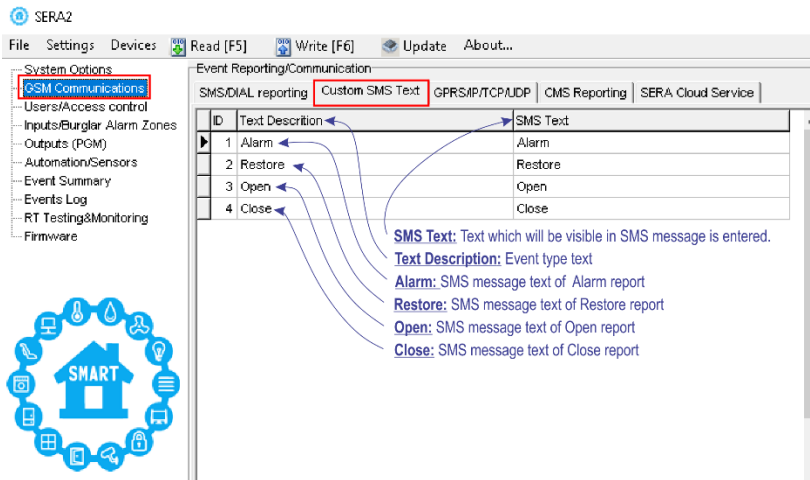 SERA2
File Settings Devices Read [F5] Write [F6] Update About...
System Options
GSM Communications
Users/Access control
Inputs/Burglar Alarm Zones
Outputs (PGM)
Automation/Sensors
Event Summary
Events Log
RT Testing&Monitoring
Firmware
SMART
Event Reporting/Communication
SMS/DIAL reporting Custom SMS Text GPRS/IP/TCP/UDP CMS Reporting SERA Cloud Service
ID Text Descrition SMS Text
1 Alarm Alarm
2 Restore Restore
3 Open Open
4 Close Close
SMS Text: Text which will be visible in SMS message is entered.
Text Description: Event type text
Alarm: SMS message text of Alarm report
Restore: SMS message text of Restore report
Open: SMS message text of Open report
Close: SMS message text of Close report